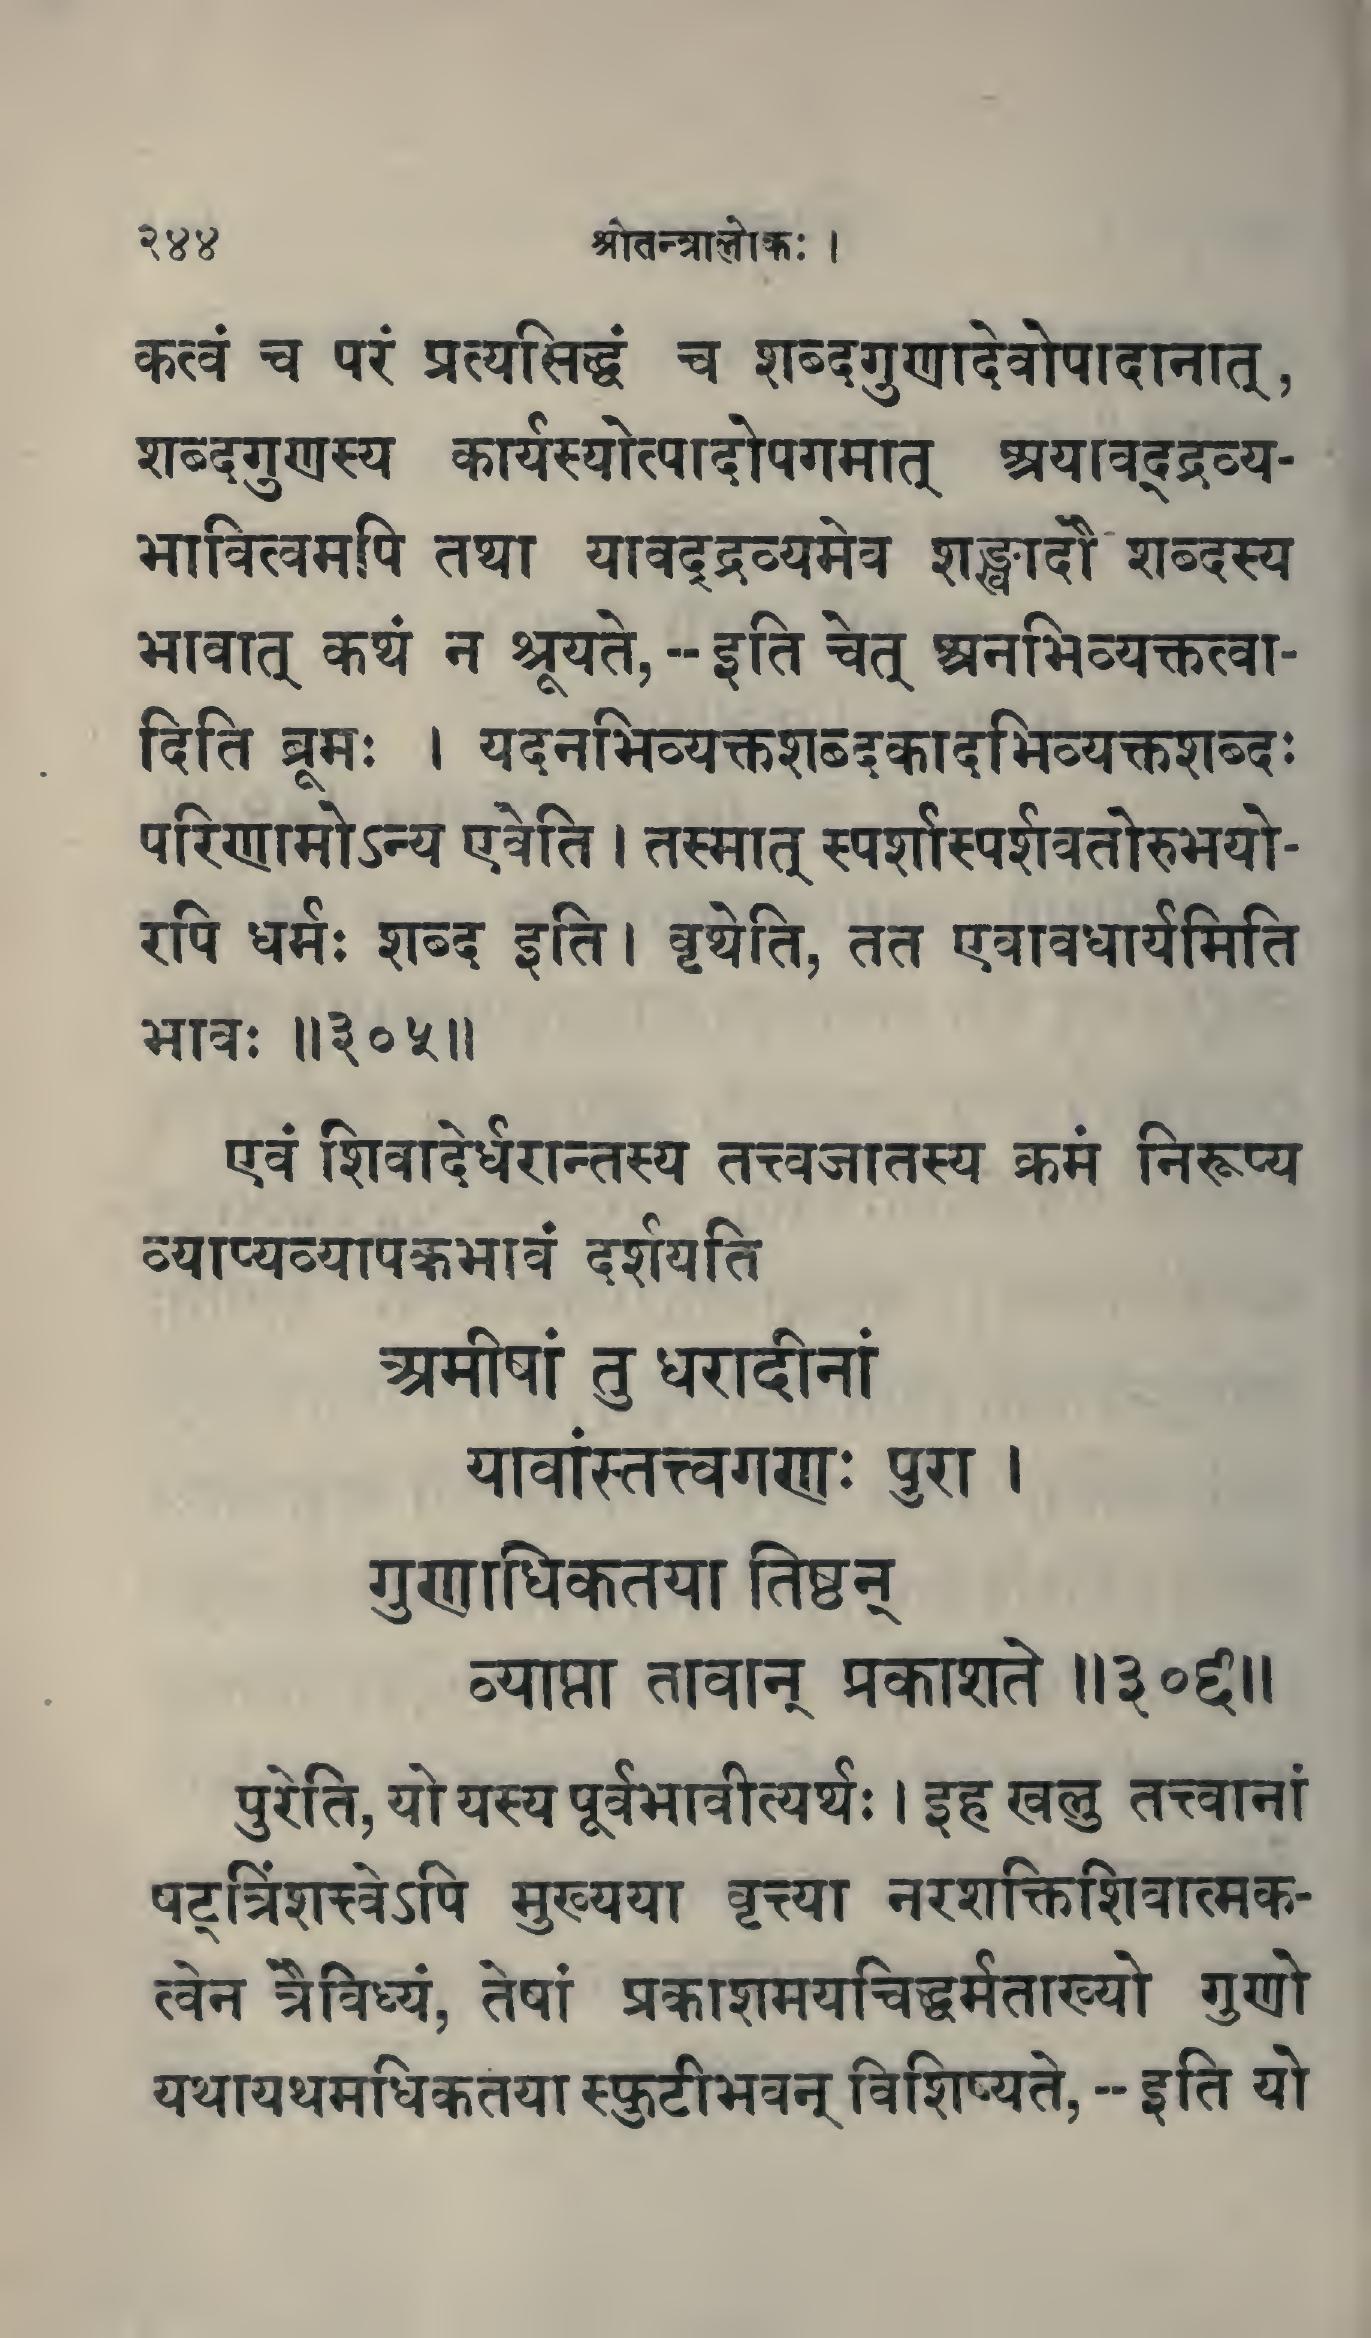 २४४ श्रीतन्त्रालोकः ।
कत्वं च परं प्रत्यसिद्धं च शब्दगुणादेवोपादानात्,
शब्दगुणस्य कार्यस्योत्पादोपगमात् अयावद्द्रव्य-
भावित्वमपि तथा यावद्द्रव्यमेव शङ्खादौ शब्दस्य
भावात् कथं न श्रूयते,--इति चेत् अनभिव्यक्तत्वा-
दिति ब्रूमः । यदनभिव्यक्तशब्दकादभिव्यक्तशब्दः
परिणामोऽन्य एवेति । तस्मात् स्पर्शास्पर्शवतोरुभयो-
रपि धर्मः शब्द इति । वृथेति, तत एवावधार्यमिति
भावः ॥३०५॥
एवं शिवादेर्धरान्तस्य तत्त्वजातस्य क्रमं निरूप्य
व्याप्यव्यापकभावं दर्शयति
अमीषां तु धरादीनां
यावांस्तत्त्वगणः पुरा ।
गुणाधिकतया तिष्ठन्
व्याप्ता तावान् प्रकाशते ॥३०६॥
पुरेति, यो यस्य पूर्वभावीत्यर्थः । इह खलु तत्त्वानां
षट्त्रिंशत्त्वेऽपि मुख्यया वृत्त्या नरशक्तिशिवात्मक-
त्वेन त्रैविध्यं, तेषां प्रकाशमयचिद्धर्मताख्यो गुणो
यथायथमधिकतया स्फुटीभवन् विशिष्यते,--इति यो